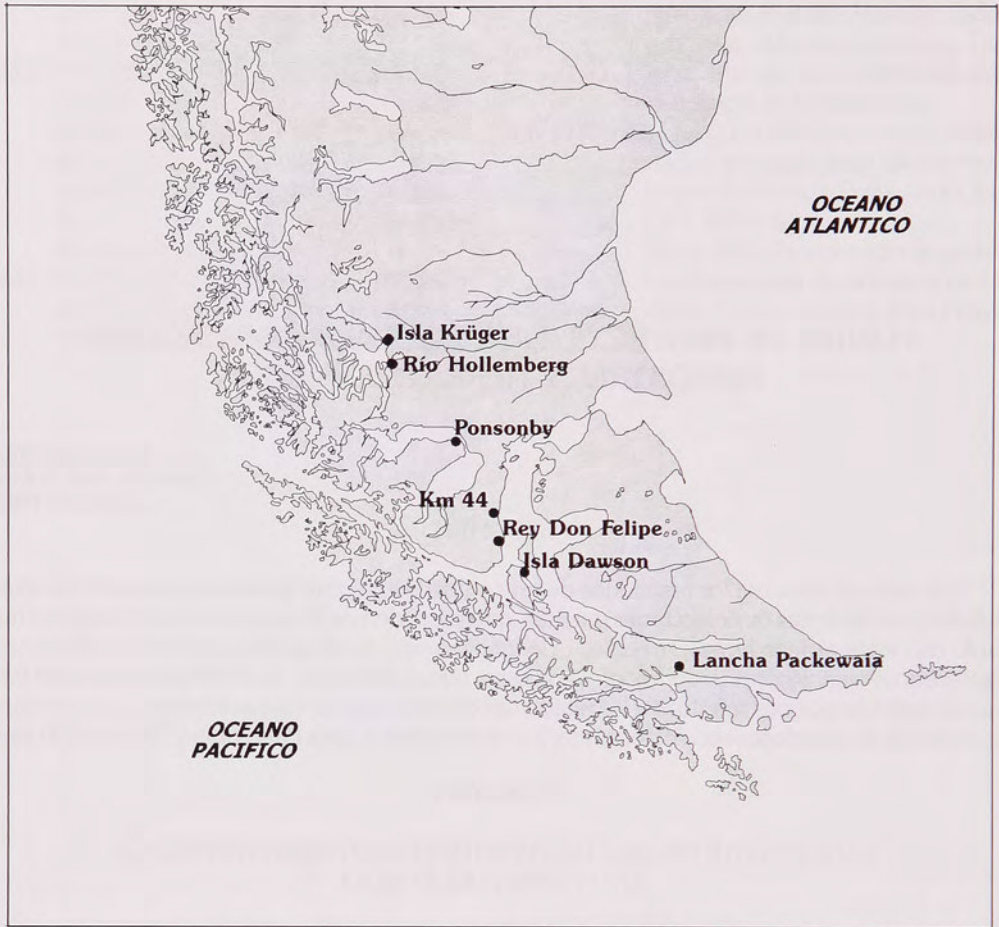 OCEANO
ATLANTICO
Isla Krüger
Río Hollemberg
Ponsonby
Km 44
Rey Don Felipe
Isla Dawson
Lancha Packewaia
OCEANO
PACIFICO